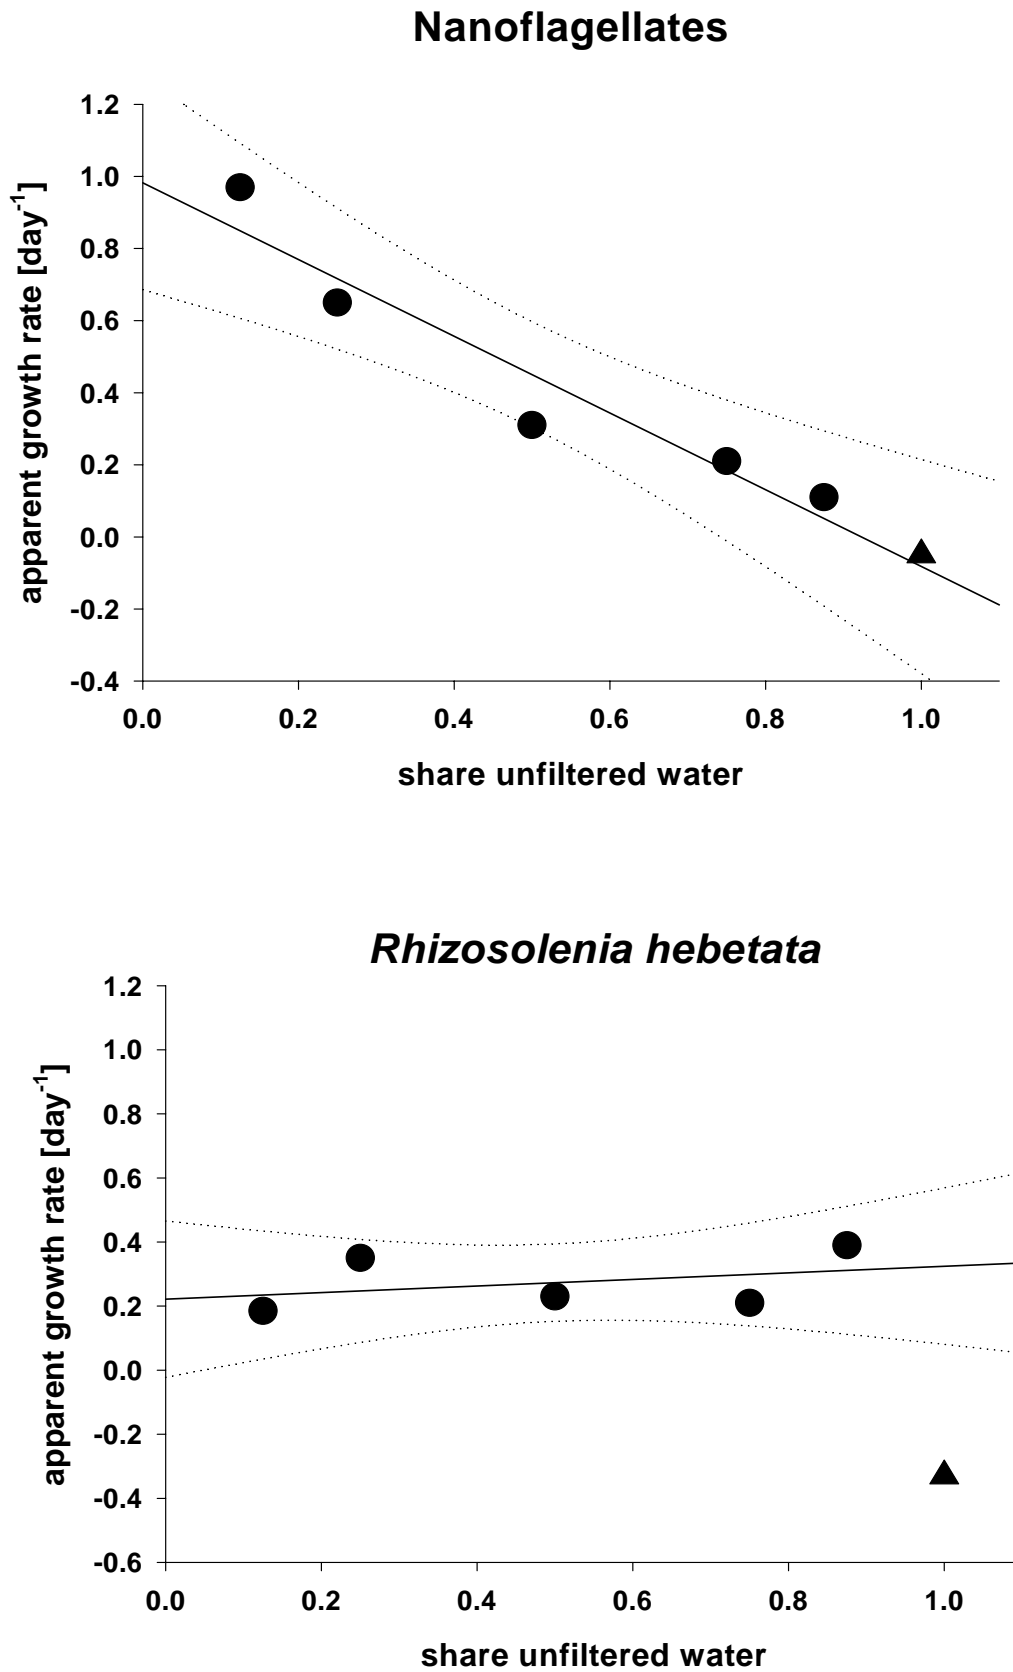 Nanoflagellates
apparent growth rate [day-1]
1.2
1.0
0.8
0.6
0.4
0.2
0.0
-0.2
-0.4
0.0 0.2 0.4 0.6 0.8 1.0
share unfiltered water
Rhizosolenia hebetata
apparent growth rate [day-1]
1.2
1.0
0.8
0.6
0.4
0.2
0.0
-0.2
-0.4
-0.6
0.0 0.2 0.4 0.6 0.8 1.0
share unfiltered water